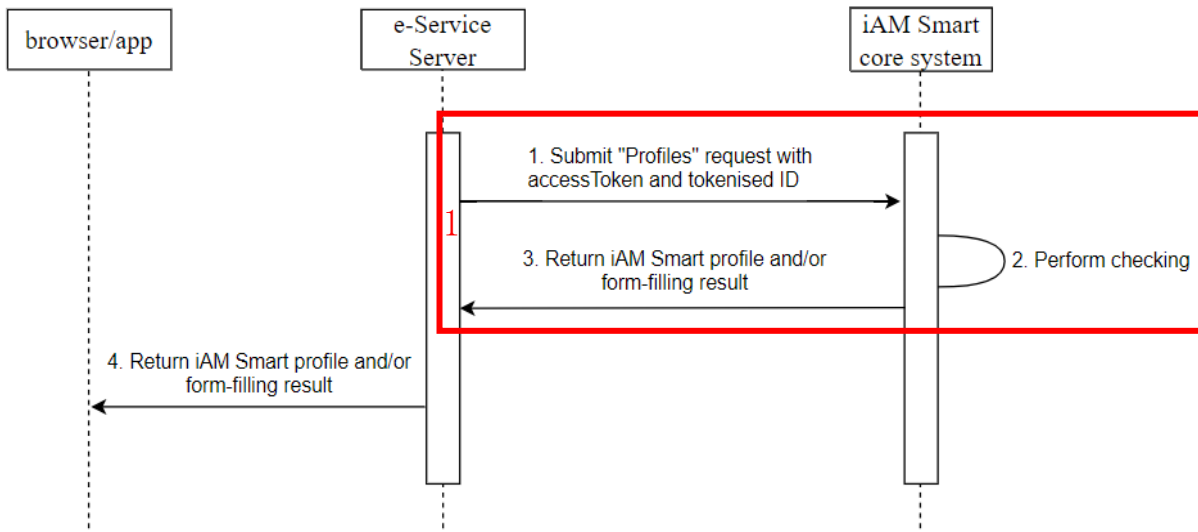 browser/app
e-Service
Server
iAM Smart
core system
1. Submit "Profiles" request with
accessToken and tokenised ID
1
3. Return iAM Smart profile and/or
form-filling result
2. Perform checking
4. Return iAM Smart profile and/or
form-filling result